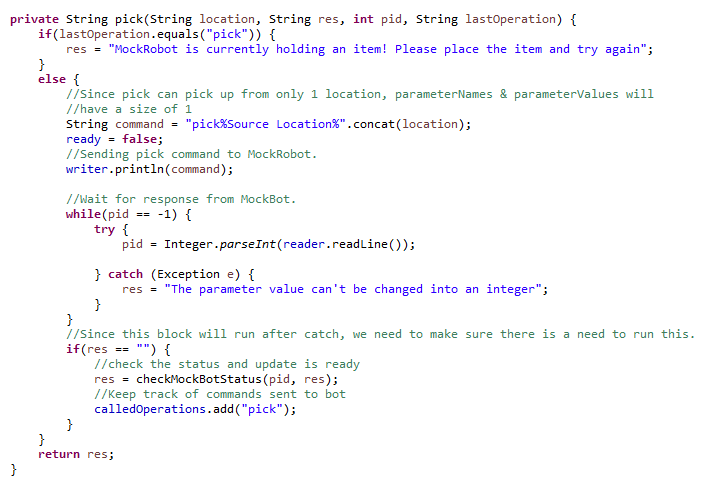 private String pick(String location, String res, int pid, String lastOperation) {
    if(lastOperation.equals("pick")) {
        res = "MockRobot is currently holding an item! Please place the item and try again";
    }
    else {
        //Since pick can pick up from only 1 location, parameterNames & parameterValues will
        //have a size of 1
        String command = "pick%Source Location%".concat(location);
        ready = false;
        //Sending pick command to MockRobot.
        writer.println(command);

        //Wait for response from MockBot.
        while(pid == -1) {
            try {
                pid = Integer.parseInt(reader.readLine());

            } catch (Exception e) {
                res = "The parameter value can't be changed into an integer";
            }
        }
        //Since this block will run after catch, we need to make sure there is a need to run this.
        if(res == "") {
            //check the status and update is ready
            res = checkMockBotStatus(pid, res);
            //Keep track of commands sent to bot
            calledOperations.add("pick");
        }
    }
    return res;
}